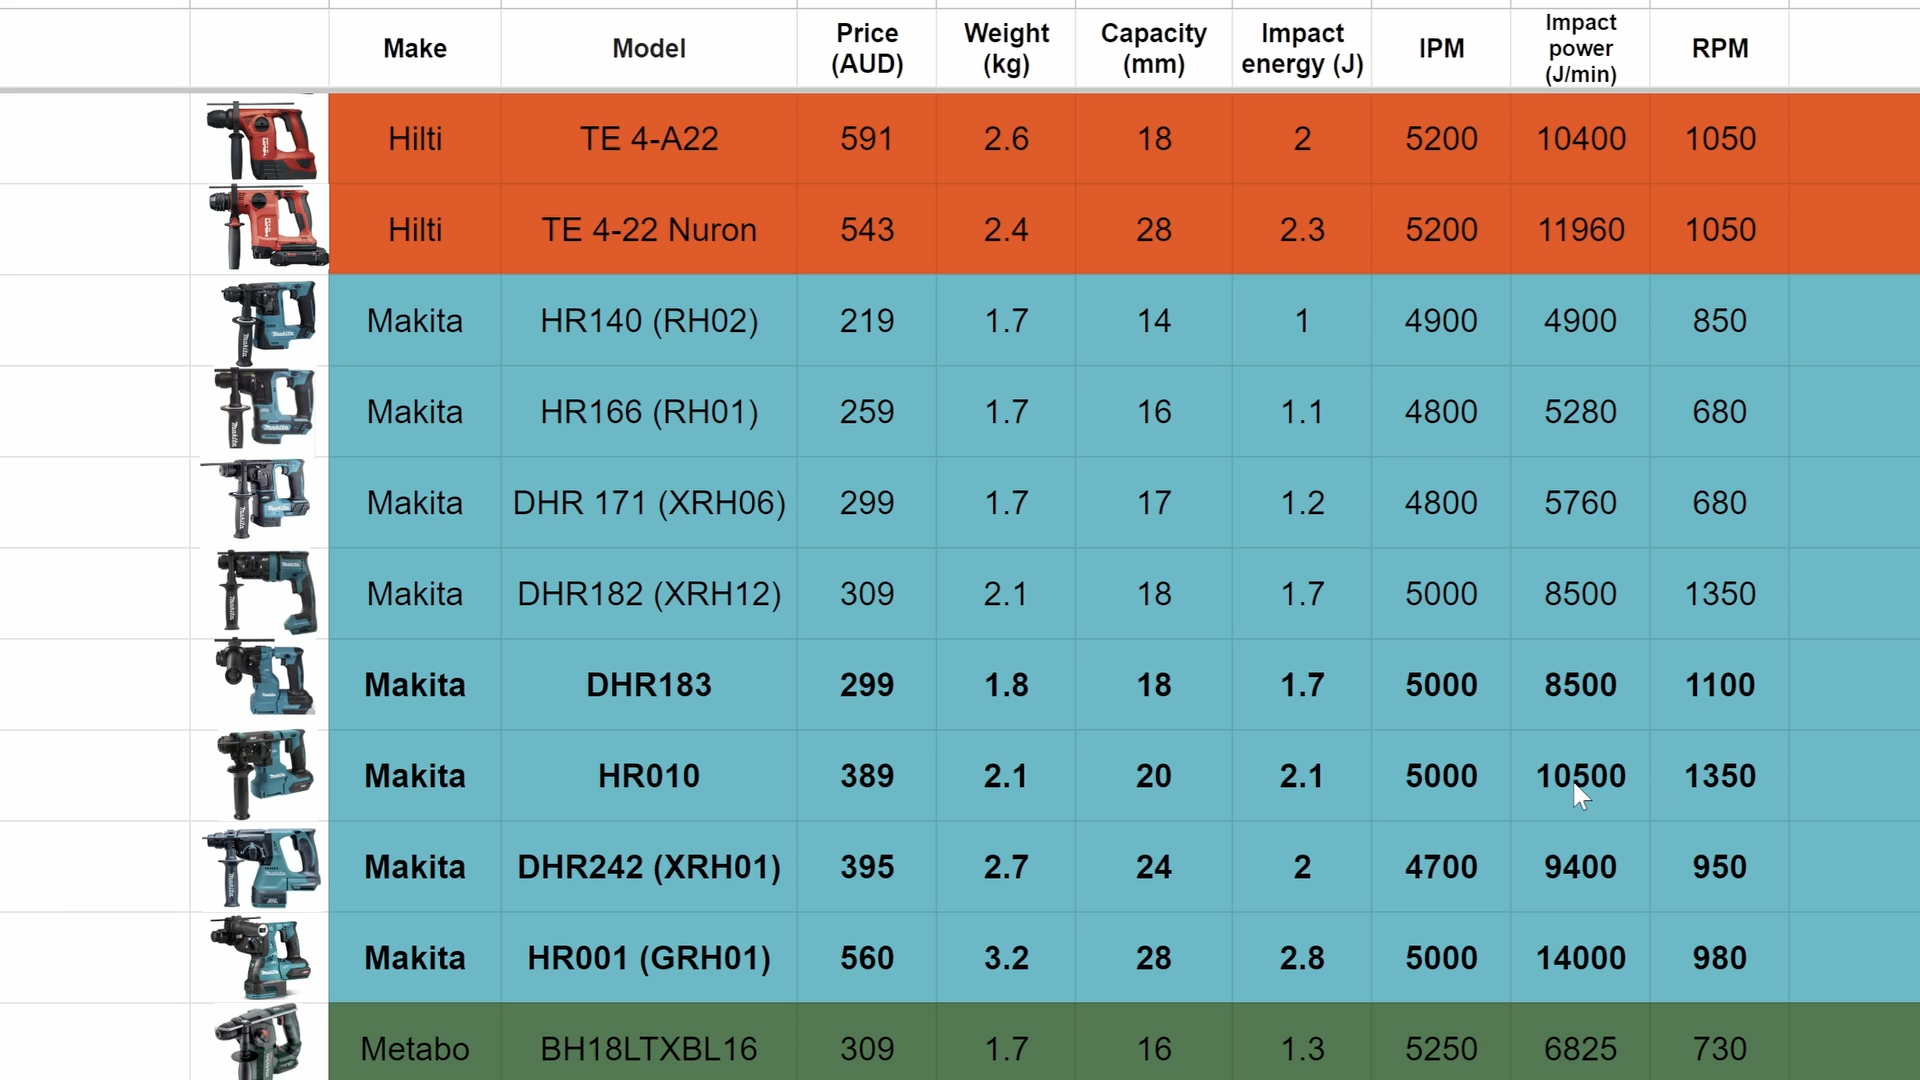 Make Model Price (AUD) Weight (kg) Capacity (mm) Impact energy (J) IPM Impact power (J/min) RPM
Hilti TE 4-A22 591 2.6 18 2 5200 10400 1050
Hilti TE 4-22 Nuron 543 2.4 28 2.3 5200 11960 1050
Makita HR140 (RH02) 219 1.7 14 1 4900 4900 850
Makita HR166 (RH01) 259 1.7 16 1.1 4800 5280 680
Makita DHR 171 (XRH06) 299 1.7 17 1.2 4800 5760 680
Makita DHR182 (XRH12) 309 2.1 18 1.7 5000 8500 1350
Makita DHR183 299 1.8 18 1.7 5000 8500 1100
Makita HR010 389 2.1 20 2.1 5000 10500 1350
Makita DHR242 (XRH01) 395 2.7 24 2 4700 9400 950
Makita HR001 (GRH01) 560 3.2 28 2.8 5000 14000 980
Metabo BH18LTXBL16 309 1.7 16 1.3 5250 6825 730